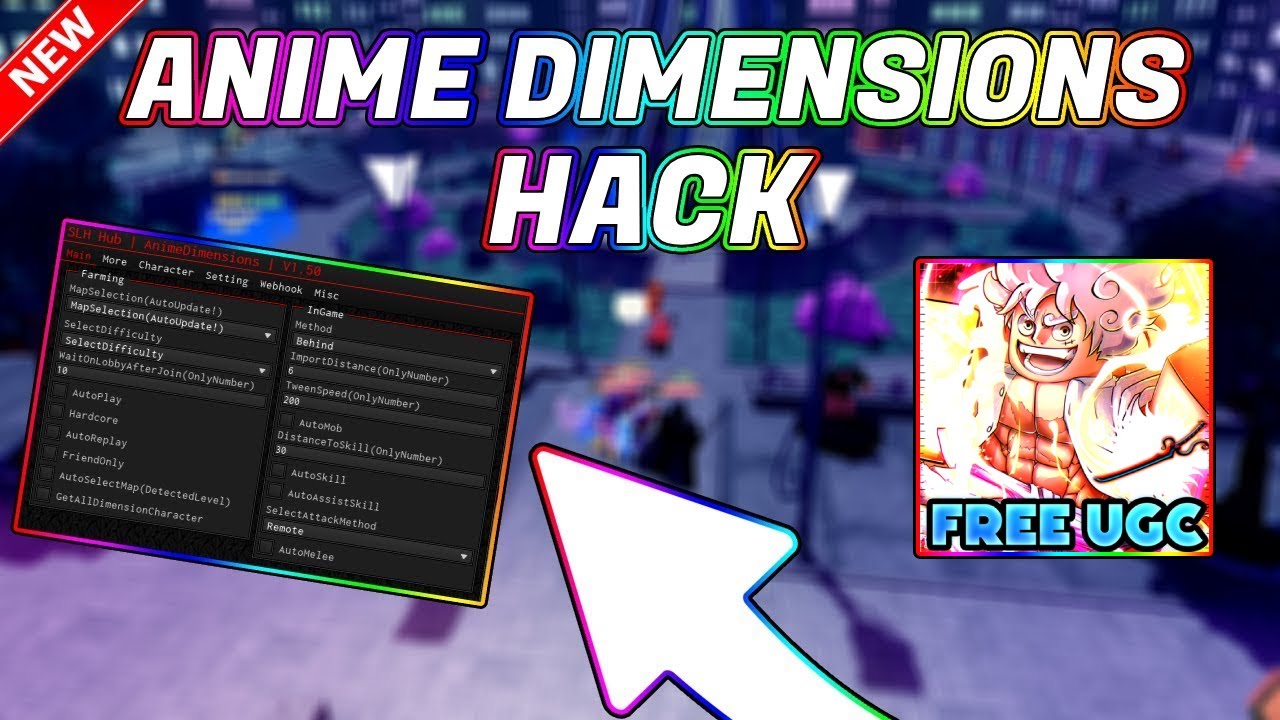 NEW
ANIME DIMENSIONS
HACK
SLH Hub | AnimeDimensions | V1.50
Main More Character Setting Webhook Misc
Farming
MapSelection(AutoUpdate!)
MapSelection(AutoUpdate!)
SelectDifficulty
SelectDifficulty
WaitOnLobbyAfterJoin(OnlyNumber)
10
AutoPlay
Hardcore
AutoReplay
FriendOnly
AutoSelectMap(DetectedLevel)
GetAllDimensionCharacter
InGame
Method
Behind
ImportDistance(OnlyNumber)
6
TweenSpeed(OnlyNumber)
200
AutoMob
DistanceToSkill(OnlyNumber)
30
AutoSkill
AutoAssistSkill
SelectAttackMethod
Remote
AutoMelee
FREE UGC